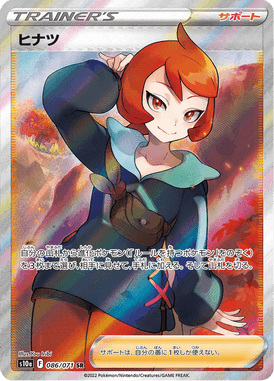 TRAINER'S
サポート
ヒナツ
自分の山札から進化ポケモン(「ルールを持つポケモン」をのぞく)
を3枚まで選び、相手に見せて、手札に加える。そして山札を切る。
Illus.
s10a F 086/071 SR
サポートは、自分の番に1枚しか使えない。
©2022 Pokémon/Nintendo/Creatures/GAME FREAK.